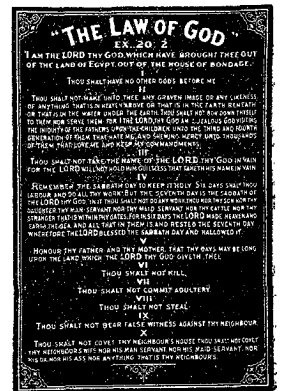 "THE LAW OF GOD"
EX. 20; 2
I AM THE LORD THY GOD, WHICH HAVE BROUGHT THEE OUT
OF THE LAND OF EGYPT, OUT OF THE HOUSE OF BONDAGE.
I
THOU SHALT HAVE NO OTHER GODS BEFORE ME
II
THOU SHALT NOT MAKE UNTO THEE ANY GRAVEN IMAGE OR ANY LIKENESS
OF ANYTHING THAT IS IN HEAVEN ABOVE OR THAT IS IN THE EARTH BENEATH
OR THAT IS IN THE WATER UNDER THE EARTH. THOU SHALT NOT BOW DOWN THYSELF
TO THEM NOR SERVE THEM FOR I THE LORD THY GOD AM A JEALOUS GOD VISITING
THE INIQUITY OF THE FATHERS UPON THE CHILDREN UNTO THE THIRD AND FOURTH
GENERATION OF THEM THAT HATE ME, AND SHEWING MERCY UNTO THOUSANDS
OF THEM THAT LOVE ME AND KEEP MY COMMANDMENTS.
III
THOU SHALT NOT TAKE THE NAME OF THE LORD THY GOD IN VAIN
FOR THE LORD WILL NOT HOLD HIM GUILTLESS THAT TAKETH HIS NAME IN VAIN
IV
REMEMBER THE SABBATH DAY TO KEEP IT HOLY. SIX DAYS SHALT THOU
LABOUR AND DO ALL THY WORK: BUT THE SEVENTH DAY IS THE SABBATH OF
THE LORD THY GOD. IN IT THOU SHALT NOT DO ANY WORK THOU NOR THY SON NOR THY
DAUGHTER THY MAN-SERVANT NOR THY MAID SERVANT, NOR THY CATTLE NOR THY
STRANGER THAT IS WITHIN THY GATES. FOR IN SIX DAYS THE LORD MADE HEAVEN AND
EARTH, THE SEA, AND ALL THAT IN THEM IS AND RESTED THE SEVENTH DAY
WHEREFORE THE LORD BLESSED THE SABBATH DAY AND HALLOWED IT.
V
HONOUR THY FATHER AND THY MOTHER, THAT THY DAYS MAY BE LONG
UPON THE LAND WHICH THE LORD THY GOD GIVETH THEE
VI
THOU SHALT NOT KILL
VII
THOU SHALT NOT COMMIT ADULTERY
VIII
THOU SHALT NOT STEAL
IX
THOU SHALT NOT BEAR FALSE WITNESS AGAINST THY NEIGHBOUR
X
THOU SHALT NOT COVET THY NEIGHBOUR'S HOUSE THOU SHALT NOT COVET
THY NEIGHBOUR'S WIFE NOR HIS MAN SERVANT NOR HIS MAID SERVANT, NOR
HIS OX, NOR HIS ASS NOR ANYTHING THAT IS THY NEIGHBOUR'S.